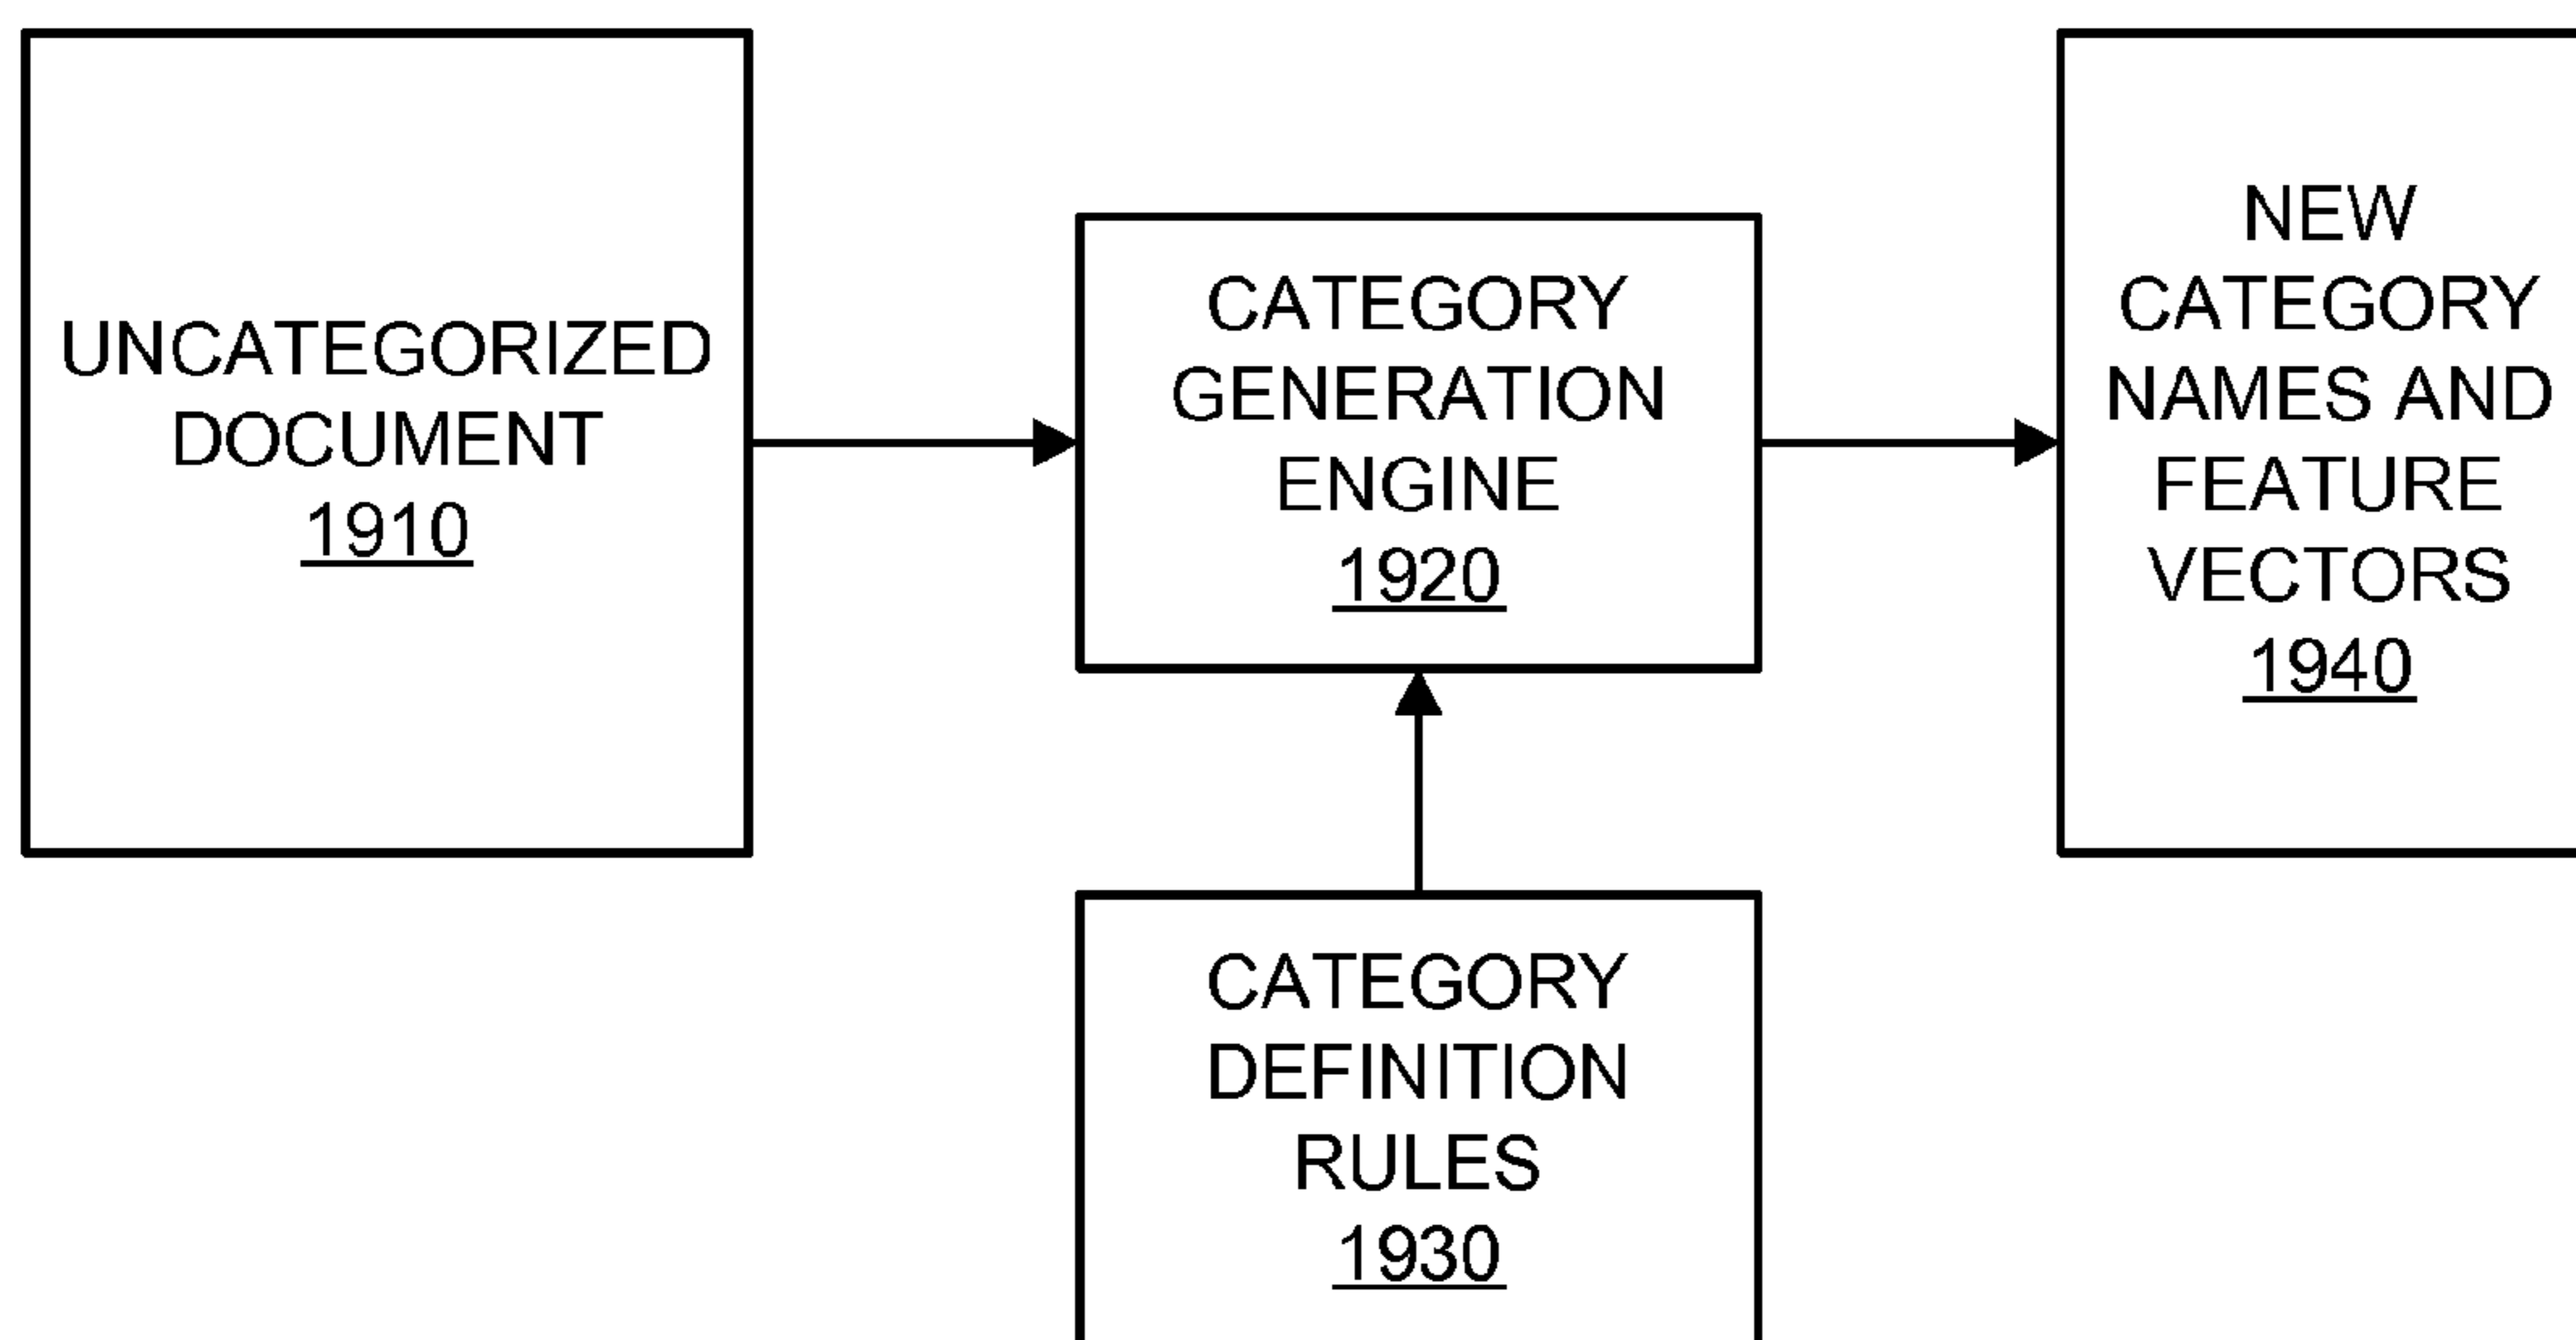 UNCATEGORIZED
DOCUMENT
1910
CATEGORY
GENERATION
ENGINE
1920
NEW
CATEGORY
NAMES AND
FEATURE
VECTORS
1940
CATEGORY
DEFINITION
RULES
1930